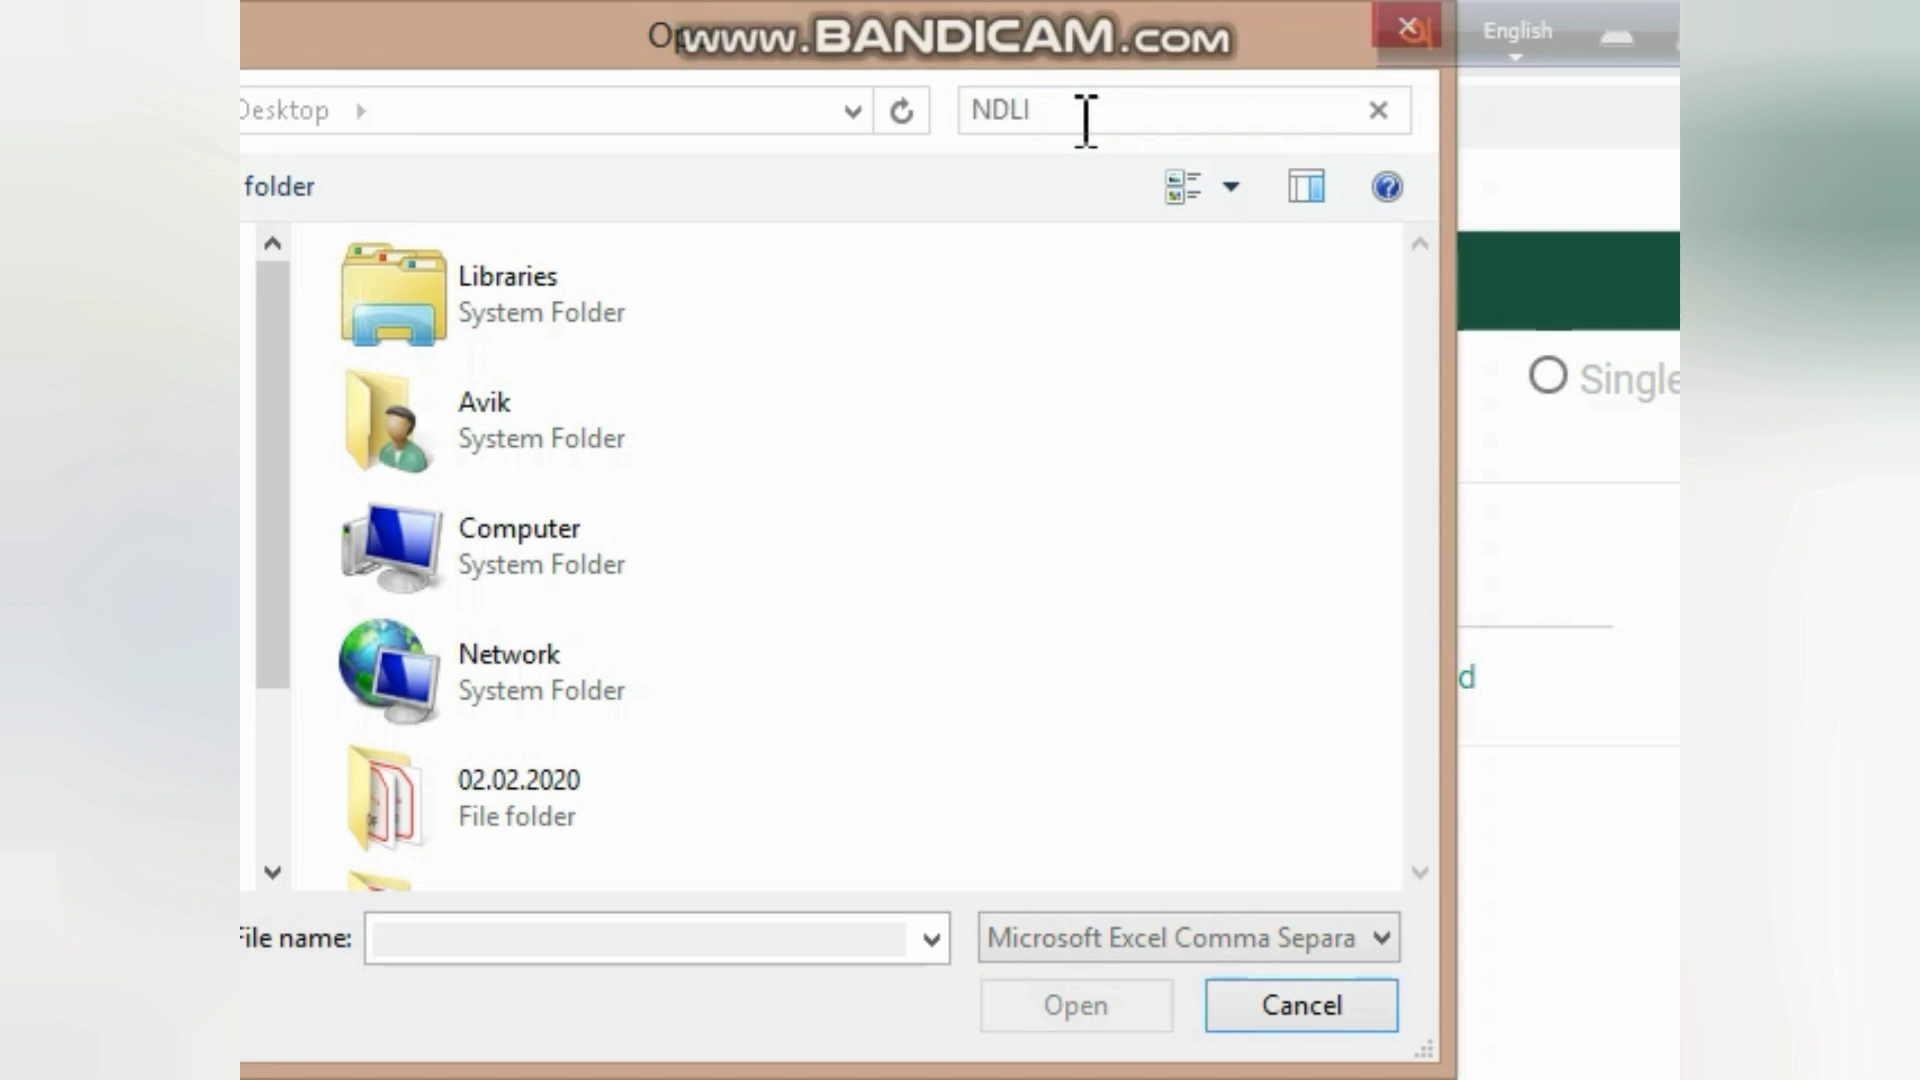 www.BANDICAM.com
English
Desktop
NDLI
folder
Libraries
System Folder
Avik
System Folder
Single
Computer
System Folder
Network
System Folder
d
02.02.2020
File folder
File name:
Microsoft Excel Comma Separa
Open
Cancel